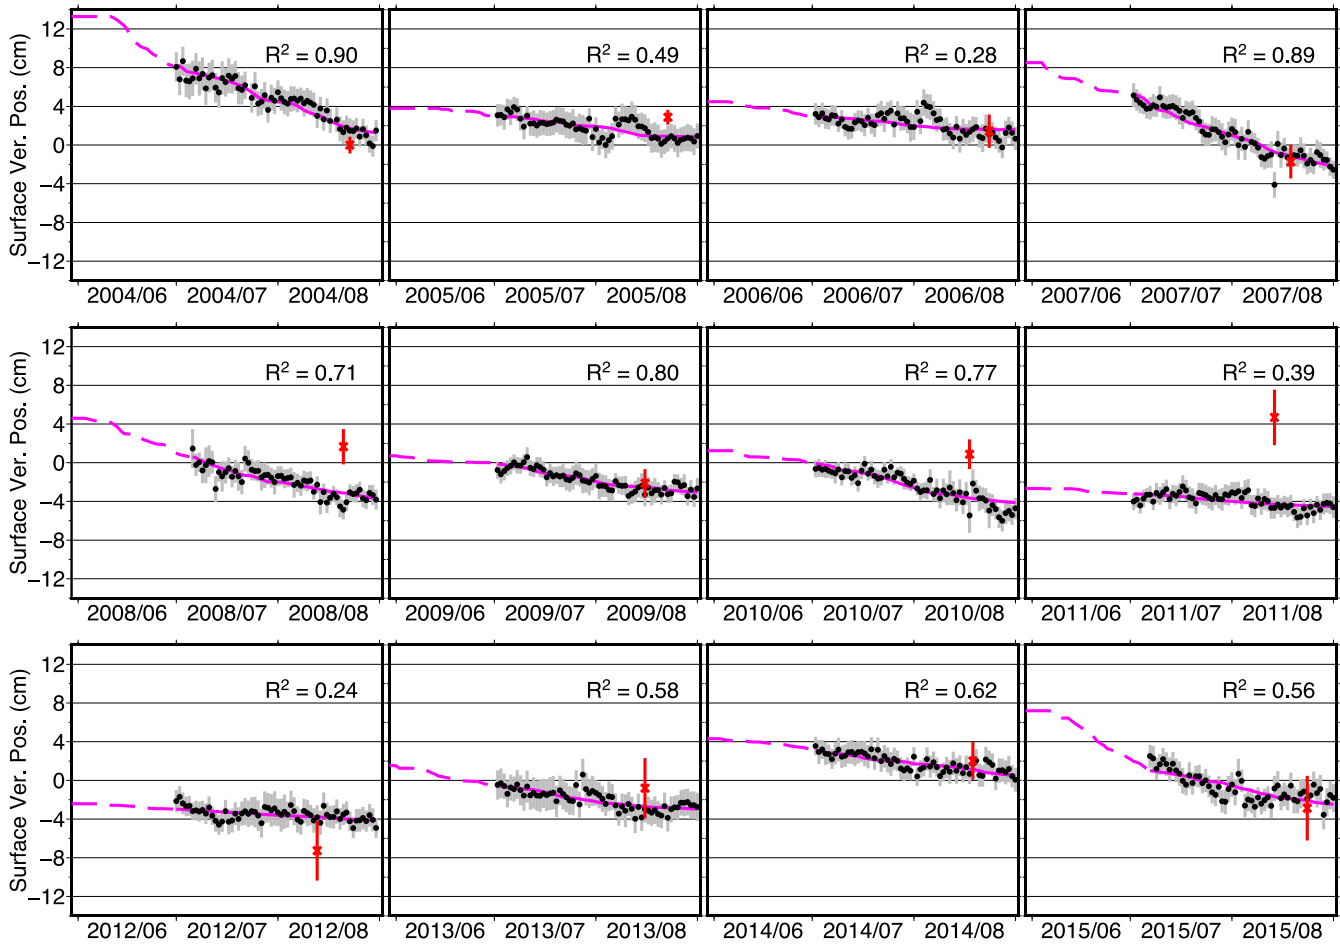 Surface Ver. Pos. (cm)
12
8
4
0
−4
−8
−12
R² = 0.90
R² = 0.49
R² = 0.28
R² = 0.89
2004/06 2004/07 2004/08
2005/06 2005/07 2005/08
2006/06 2006/07 2006/08
2007/06 2007/07 2007/08
Surface Ver. Pos. (cm)
12
8
4
0
−4
−8
−12
R² = 0.71
R² = 0.80
R² = 0.77
R² = 0.39
2008/06 2008/07 2008/08
2009/06 2009/07 2009/08
2010/06 2010/07 2010/08
2011/06 2011/07 2011/08
Surface Ver. Pos. (cm)
12
8
4
0
−4
−8
−12
R² = 0.24
R² = 0.58
R² = 0.62
R² = 0.56
2012/06 2012/07 2012/08
2013/06 2013/07 2013/08
2014/06 2014/07 2014/08
2015/06 2015/07 2015/08